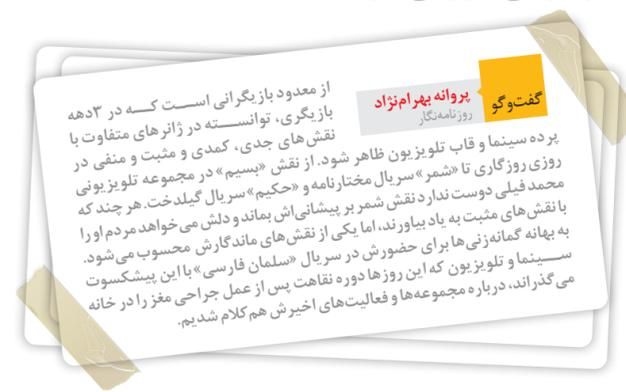 گفت‌وگو
پروانه بهرام‌نژاد
روزنامه‌نگار
از معدود بازیگرانی است که در ۳دهه
بازیگری، توانسته در ژانرهای متفاوت با
نقش‌های جدی، کمدی و مثبت و منفی در
پرده سینما و قاب تلویزیون ظاهر شود. از نقش «بسیم» در مجموعه تلویزیونی
روزی روزگاری تا «شمر» سریال مختارنامه و «حکیم» سریال گیلدخت. هر چند که
محمد فیلی دوست ندارد نقش شمر بر پیشانی‌اش بماند و دلش می‌خواهد مردم او را
با نقش‌های مثبت به یاد بیاورند، اما یکی از نقش‌های ماندگارش محسوب می‌شود.
به بهانه گمانه‌زنی‌ها برای حضورش در سریال «سلمان فارسی» با این پیشکسوت
سینما و تلویزیون که این روزها دوره نقاهت پس از عمل جراحی مغز را در خانه
می‌گذراند، درباره مجموعه‌ها و فعالیت‌های اخیرش هم‌کلام شدیم.